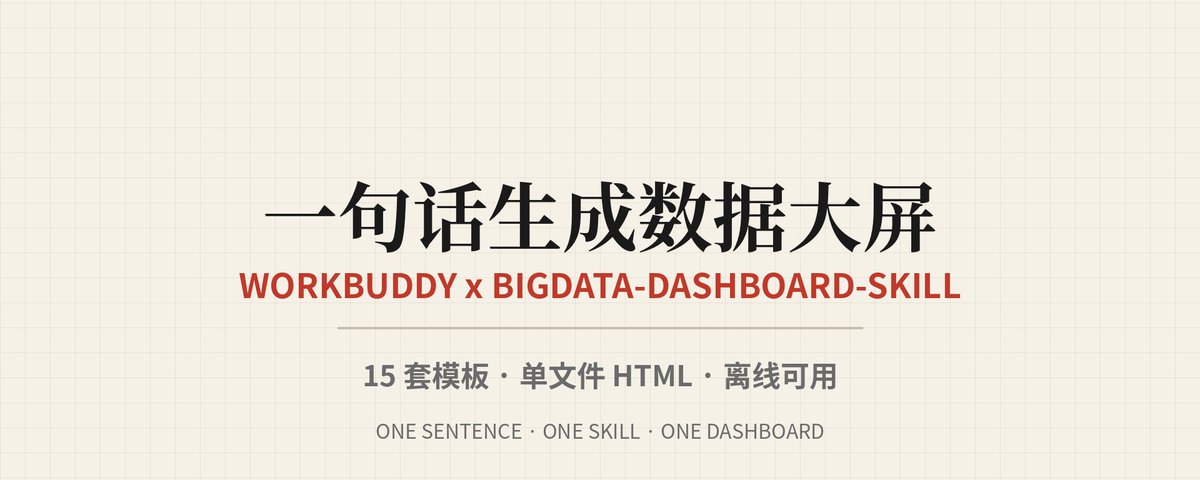 一句话生成数据大屏
WORKBUDDY x BIGDATA-DASHBOARD-SKILL
15 套模板 · 单文件 HTML · 离线可用
ONE SENTENCE · ONE SKILL · ONE DASHBOARD